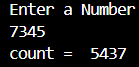 Enter a Number
7345
count =  5437